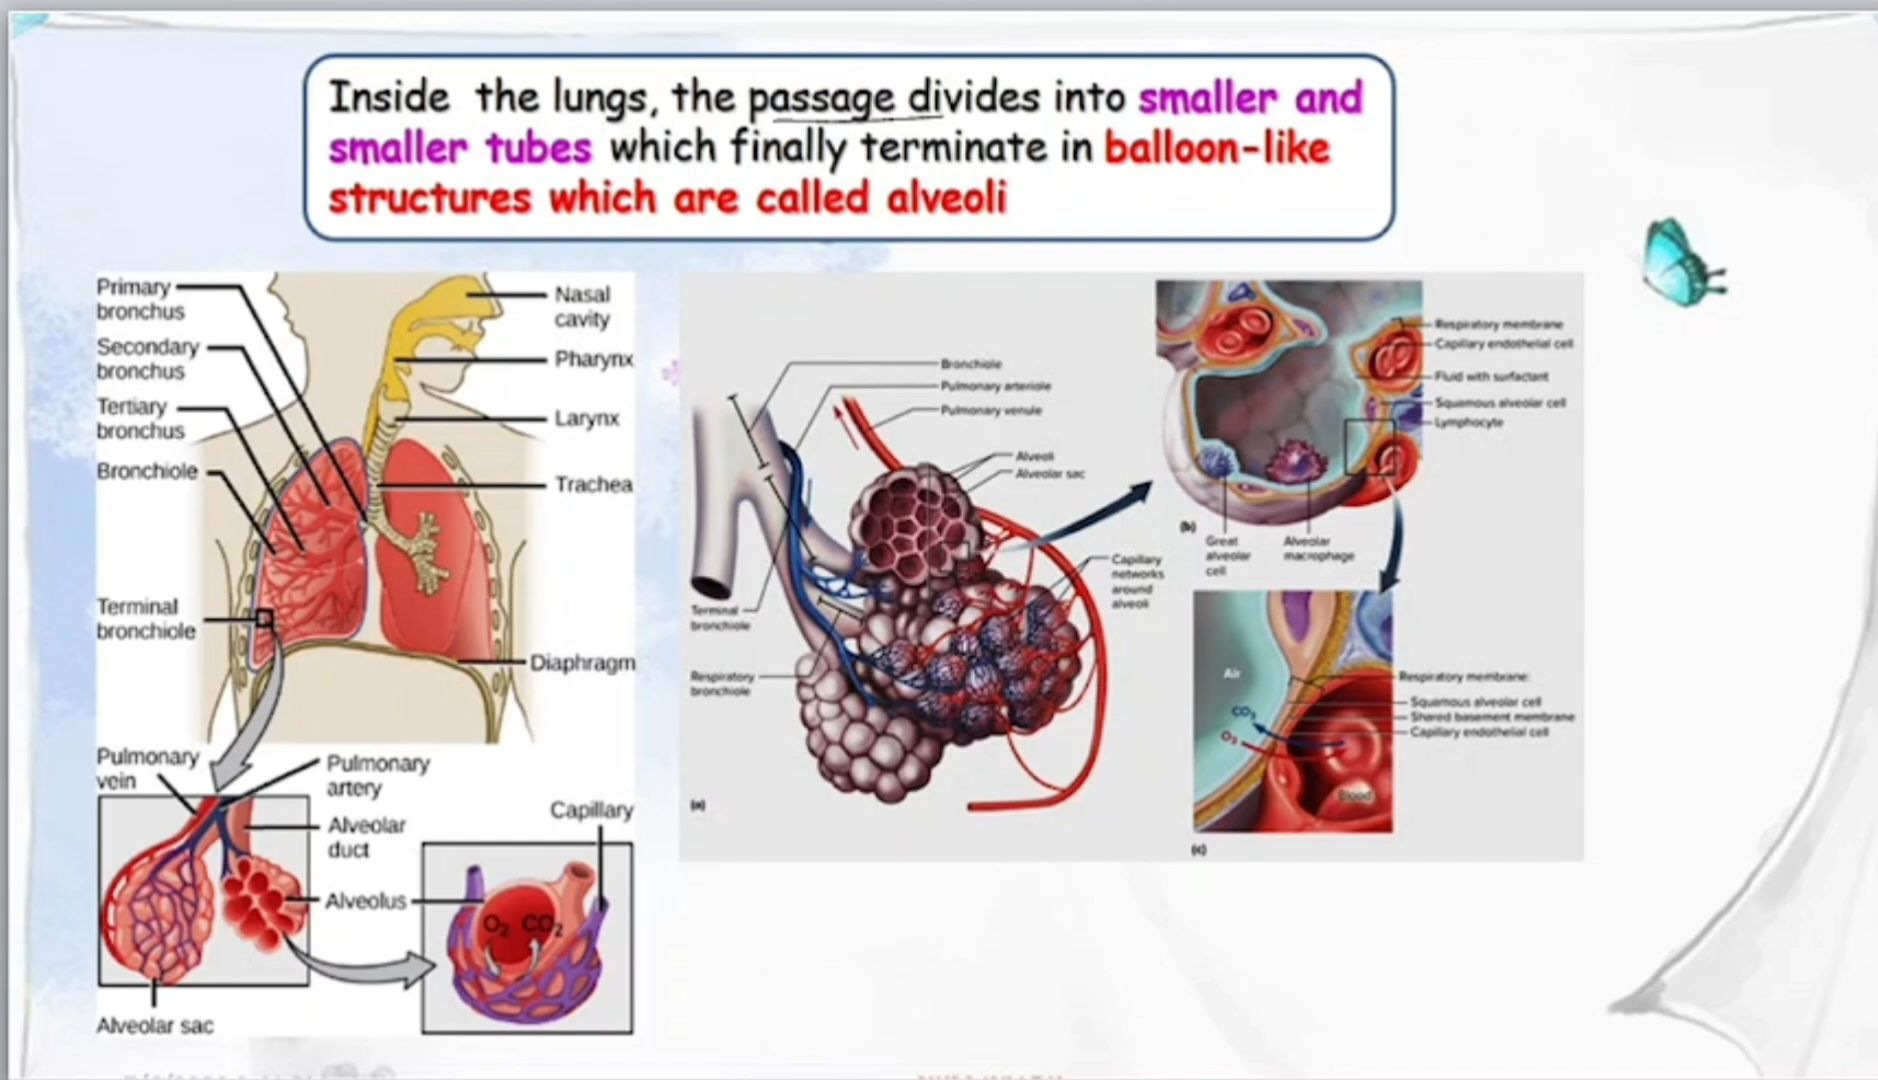 Inside the lungs, the passage divides into smaller and
smaller tubes which finally terminate in balloon-like
structures which are called alveoli
Primary
bronchus
Secondary
bronchus
Tertiary
bronchus
Bronchiole
Terminal
bronchiole
Nasal
cavity
Pharynx
Larynx
Trachea
Diaphragm
Pulmonary
vein
Pulmonary
artery
Alveolar
duct
Alveolus
Capillary
O2 CO2
Alveolar sac
Bronchiole
Pulmonary arteriole
Pulmonary venule
Alveoli
Alveolar sac
Capillary
networks
around
alveoli
Terminal
bronchiole
Respiratory
bronchiole
(a)
Respiratory membrane
Capillary endothelial cell
Fluid with surfactant
Squamous alveolar cell
Lymphocyte
(b)
Great
alveolar
cell
Alveolar
macrophage
Air
CO2
O2
Respiratory membrane:
Squamous alveolar cell
Shared basement membrane
Capillary endothelial cell
Blood
(c)